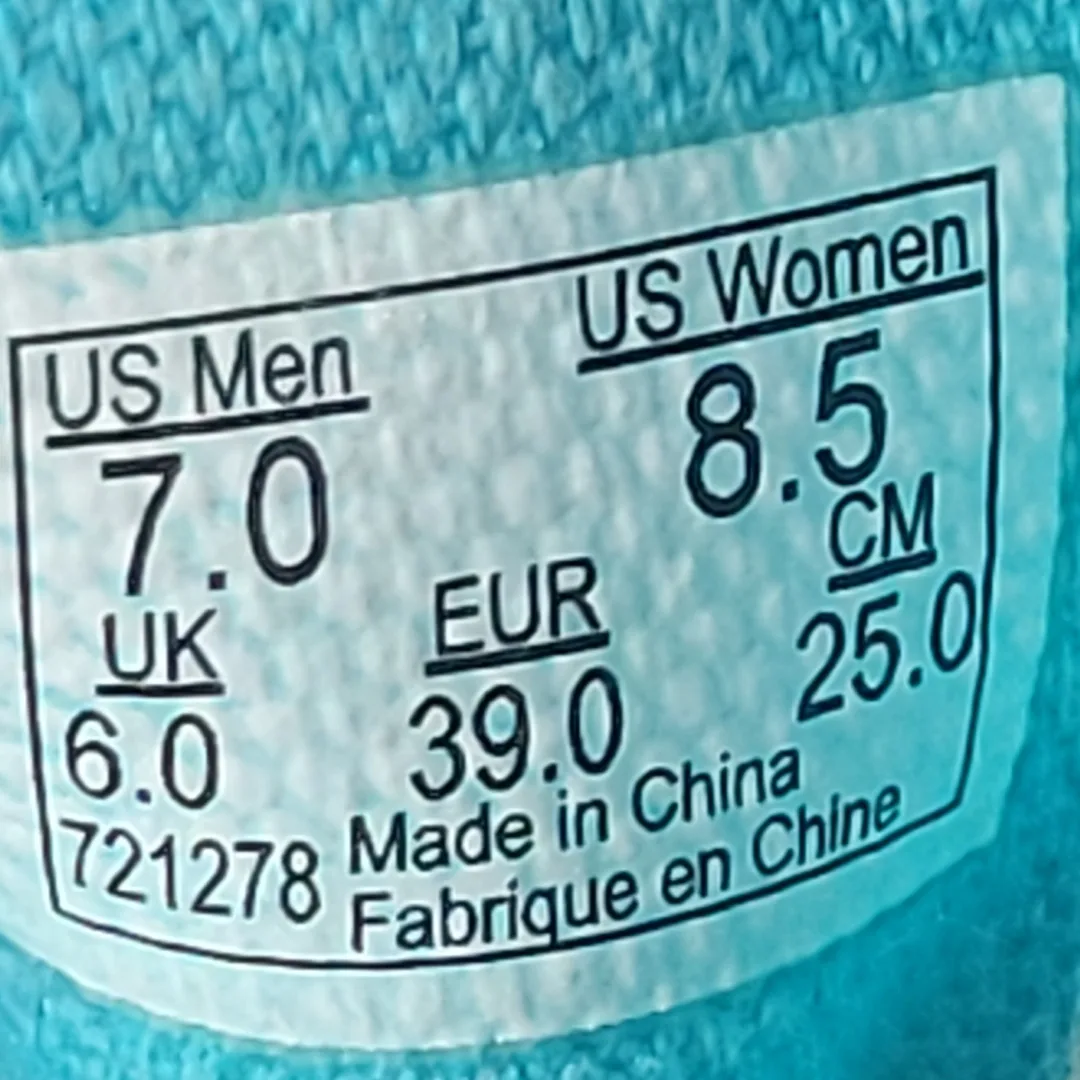 US Men US Women
7.0 8.5
UK EUR CM
6.0 39.0 25.0
721278 Made in China
Fabrique en Chine